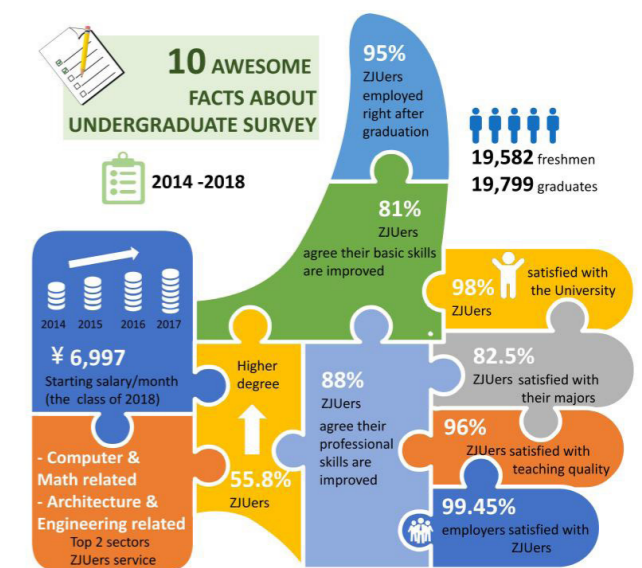 10 AWESOME
FACTS ABOUT
UNDERGRADUATE SURVEY
2014 -2018
95%
ZJUers
employed
right after
graduation
19,582 freshmen
19,799 graduates
81%
ZJUers
agree their basic skills
are improved
2014 2015 2016 2017
¥ 6,997
Starting salary/month
(the class of 2018)
- Computer &
Math related
- Architecture &
Engineering related
Top 2 sectors
ZJUers service
Higher
degree
55.8%
ZJUers
88%
ZJUers
agree their
professional
skills are
improved
98%
ZJUers
satisfied with
the University
82.5%
ZJUers satisfied with
their majors
96%
ZJUers satisfied with
teaching quality
99.45%
employers satisfied with
ZJUers